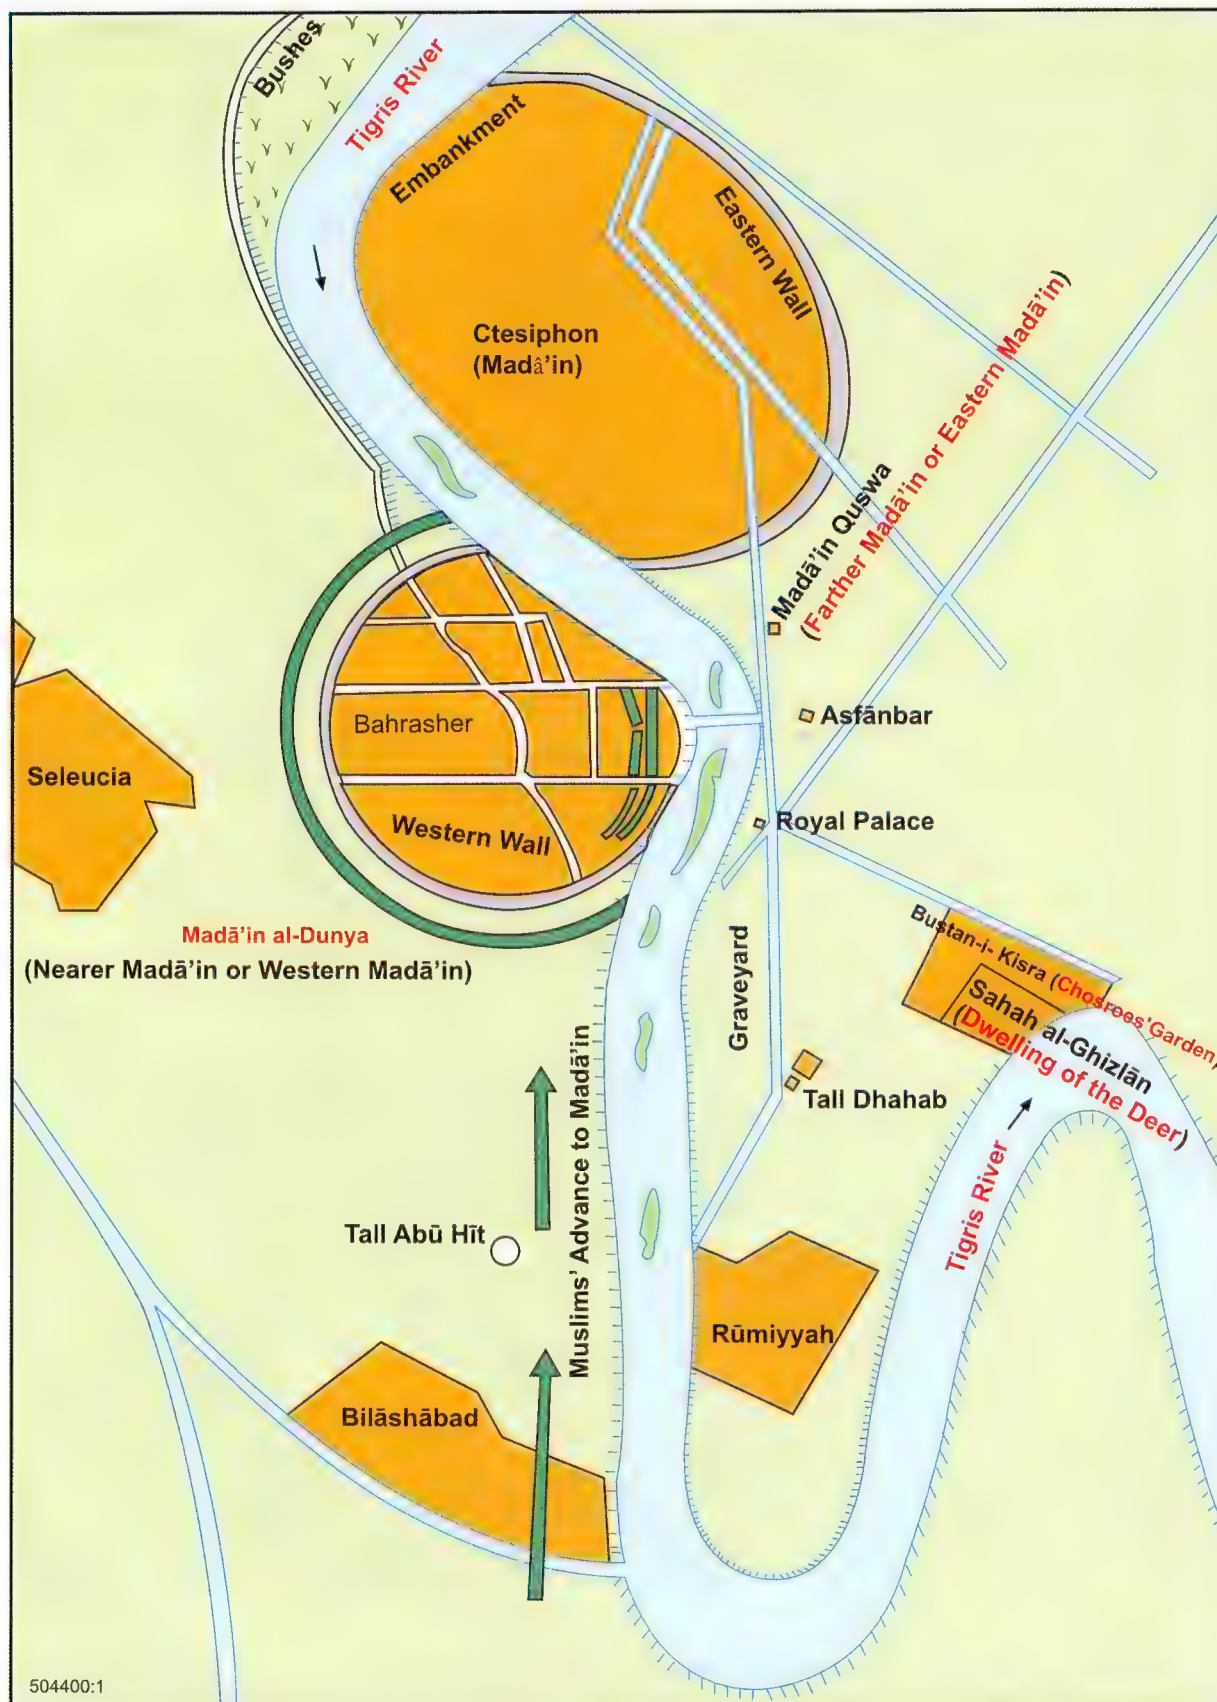 Bushes
Tigris River
Embankment
Eastern Wall
Ctesiphon
(Madâ'in)
Madā'in Quswa
(Farther Madā'in or Eastern Madā'in)
Asfānbar
Bahrasher
Seleucia
Royal Palace
Western Wall
Madā'in al-Dunya
(Nearer Madā'in or Western Madā'in)
Bustan-i- Kisra (Chosroes' Garden)
Sahah al-Ghizlān
(Dwelling of the Deer)
Graveyard
Tall Dhahab
Muslims' Advance to Madā'in
Tigris River
Tall Abū Hīt
Rūmiyyah
Bilāshābad
504400:1